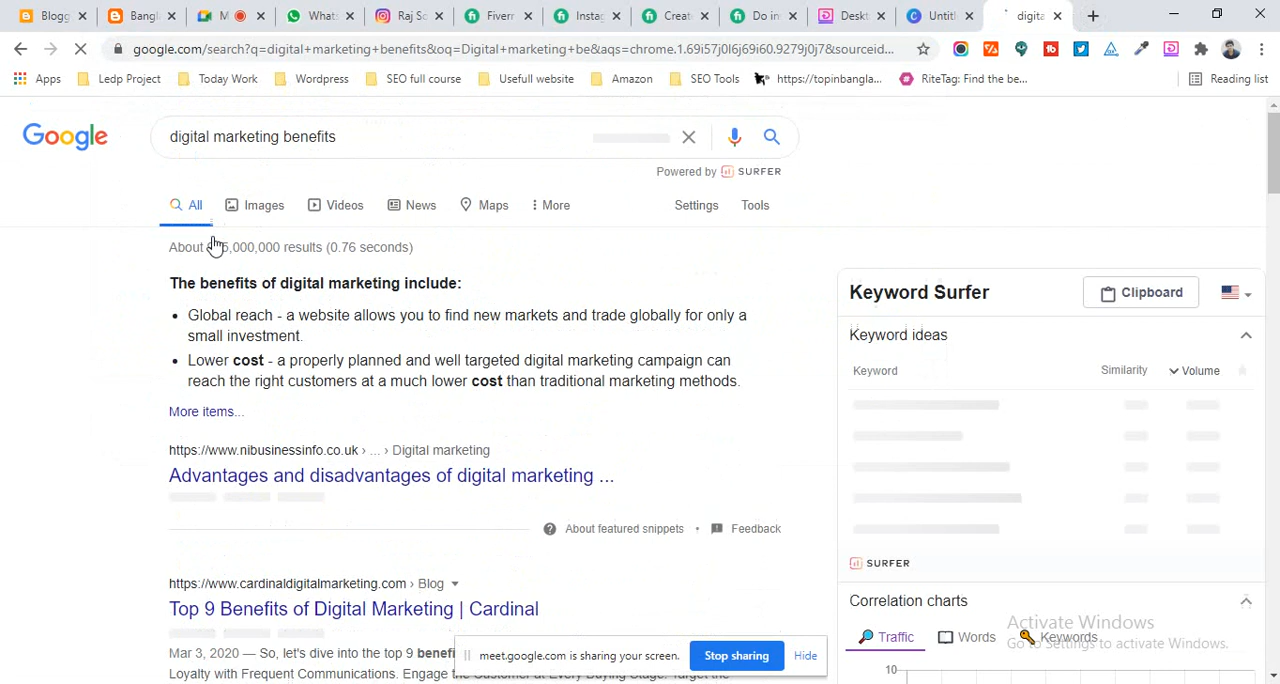 Blogg
Bangl
M
What
Raj Sc
Fiverr
Instag
Create
Do in
Deskt
Untitl
digita
google.com/search?q=digital+marketing+benefits&oq=Digital+marketing+be&aqs=chrome.1.69i57j0l6j69i60.9279j0j7&sourceid...
Apps
Ledp Project
Today Work
Wordpress
SEO full course
Usefull website
Amazon
SEO Tools
https://topinbangla...
RiteTag: Find the be...
Reading list
Google
digital marketing benefits
Powered by SURFER
All
Images
Videos
News
Maps
More
Settings
Tools
About 5,000,000 results (0.76 seconds)
The benefits of digital marketing include:
• Global reach - a website allows you to find new markets and trade globally for only a
small investment.
• Lower cost - a properly planned and well targeted digital marketing campaign can
reach the right customers at a much lower cost than traditional marketing methods.
More items...
https://www.nibusinessinfo.co.uk › ... › Digital marketing
Advantages and disadvantages of digital marketing ...
About featured snippets • Feedback
https://www.cardinaldigitalmarketing.com › Blog
Top 9 Benefits of Digital Marketing | Cardinal
Mar 3, 2020 — So, let's dive into the top 9 benefi
Loyalty with Frequent Communications. Engage
meet.google.com is sharing your screen.
Stop sharing
Hide
Keyword Surfer
Clipboard
Keyword ideas
Keyword
Similarity
Volume
SURFER
Correlation charts
Traffic
Words
Keywords
10
Activate Windows
Go to Settings to activate Windows.